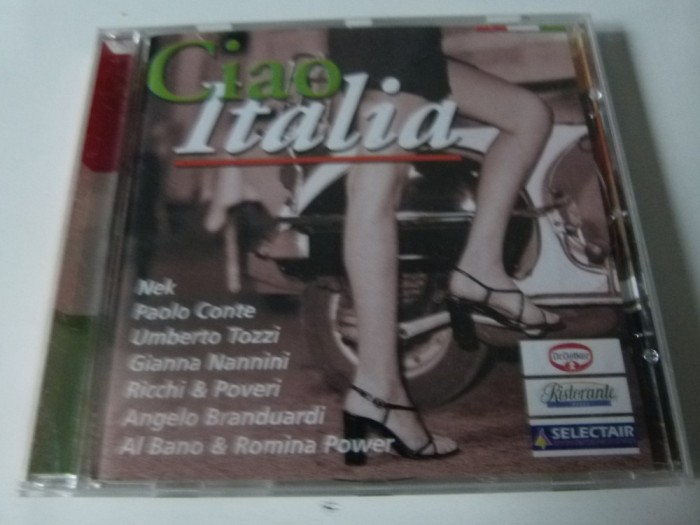 Ciao
Italia
Nek
Paolo Conte
Umberto Tozzi
Gianna Nannini
Ricchi & Poveri
Angelo Branduardi
Al Bano & Romina Power
Dr. Oetker
Ristorante
SELECTAIR